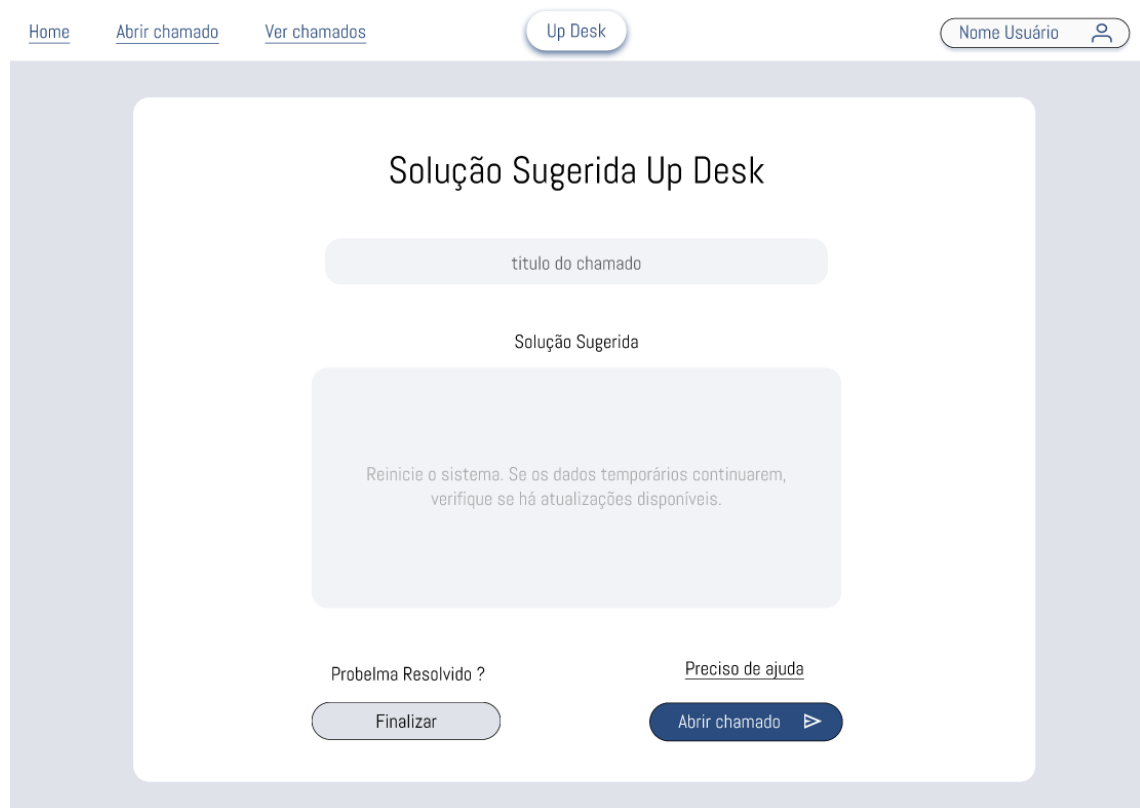 Home
Abrir chamado
Ver chamados
Up Desk
Nome Usuário
Solução Sugerida Up Desk
titulo do chamado
Solução Sugerida
Reinicie o sistema. Se os dados temporários continuarem,
verifique se há atualizações disponíveis.
Probelma Resolvido ?
Preciso de ajuda
Finalizar
Abrir chamado